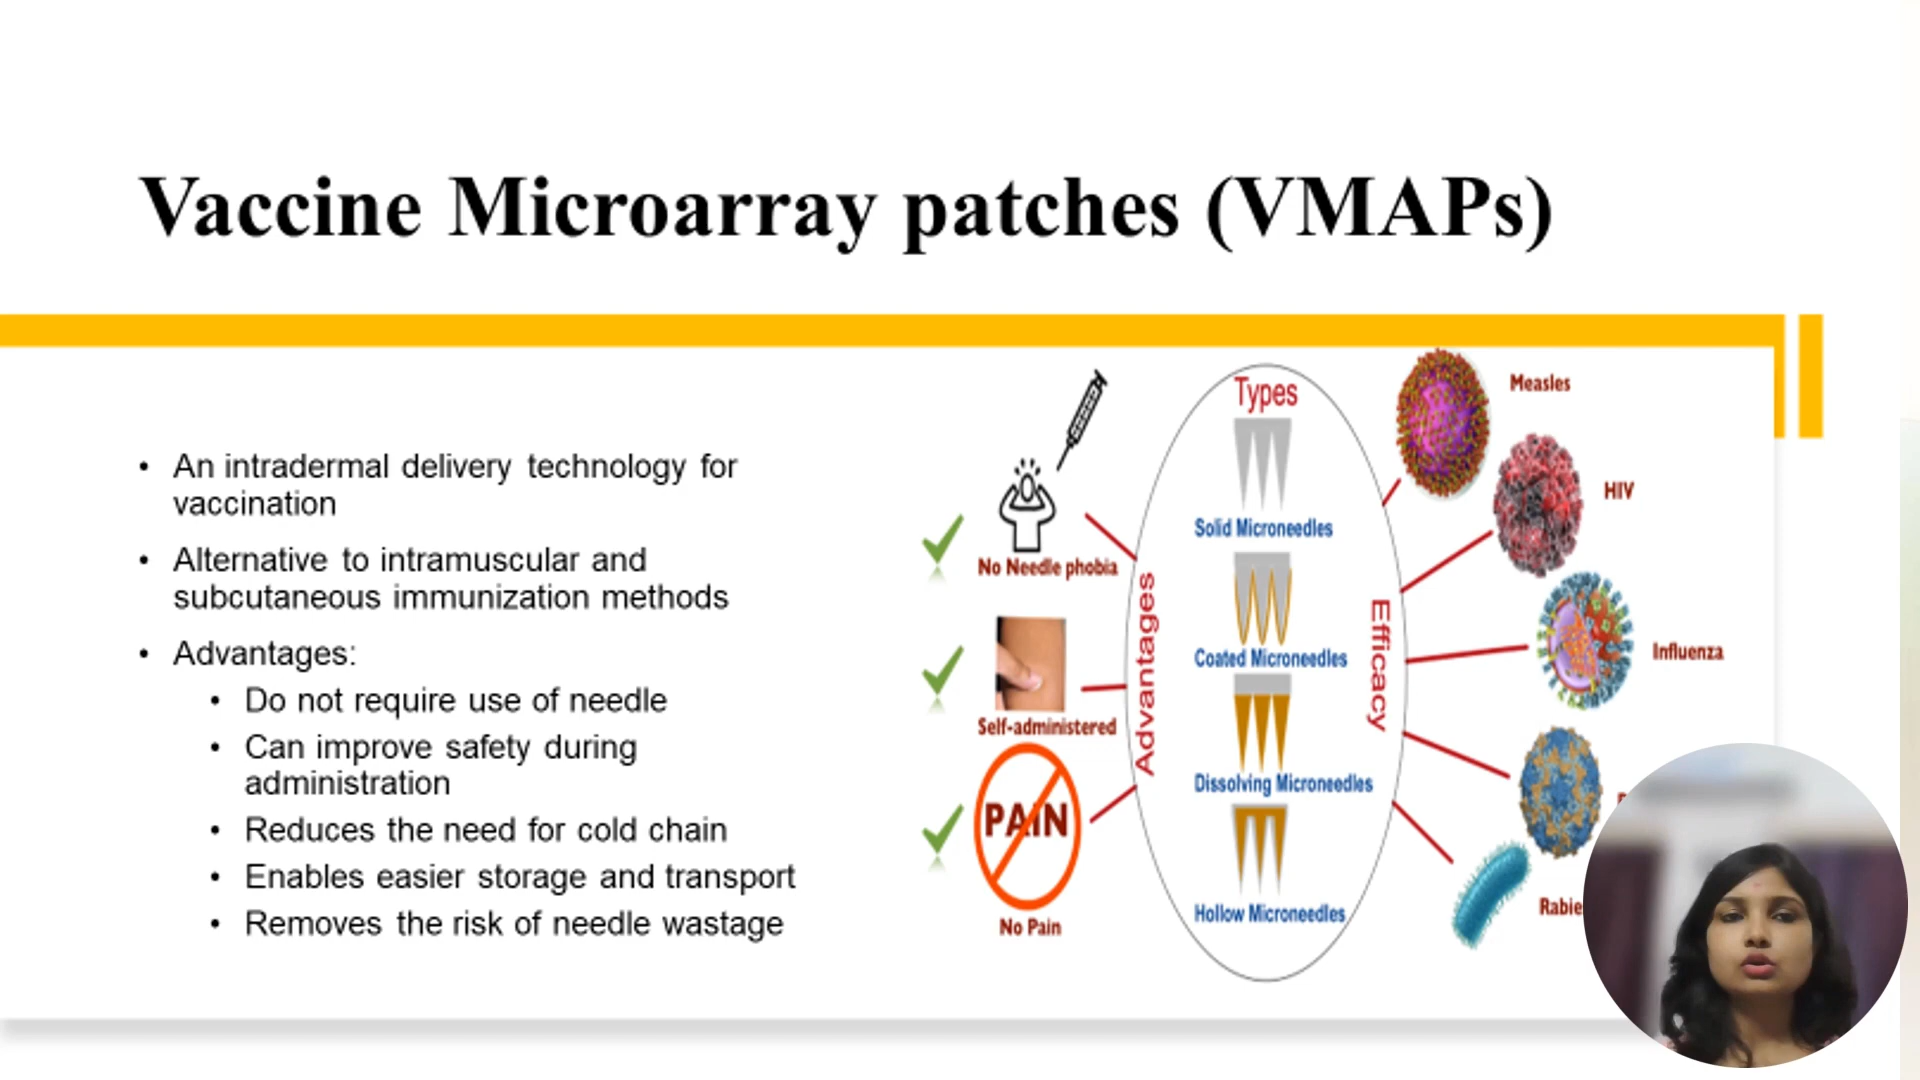 Vaccine Microarray patches (VMAPs)
• An intradermal delivery technology for
vaccination
• Alternative to intramuscular and
subcutaneous immunization methods
• Advantages:
• Do not require use of needle
• Can improve safety during
administration
• Reduces the need for cold chain
• Enables easier storage and transport
• Removes the risk of needle wastage
No Needle phobia
Self-administered
PAIN
No Pain
Advantages
Types
Solid Microneedles
Coated Microneedles
Dissolving Microneedles
Hollow Microneedles
Efficacy
Measles
HIV
Influenza
Rabie